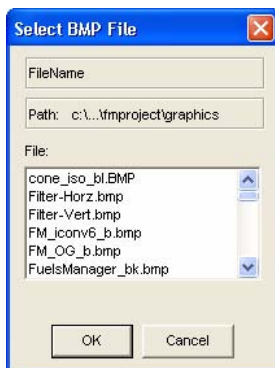 Select BMP File
FileName
Path: c:\...\fmproject\graphics
File:
cone_iso_bl.BMP
Filter-Horz.bmp
Filter-Vert.bmp
FM_iconv6_b.bmp
FM_OG_b.bmp
FuelsManager_bk.bmp
OK Cancel